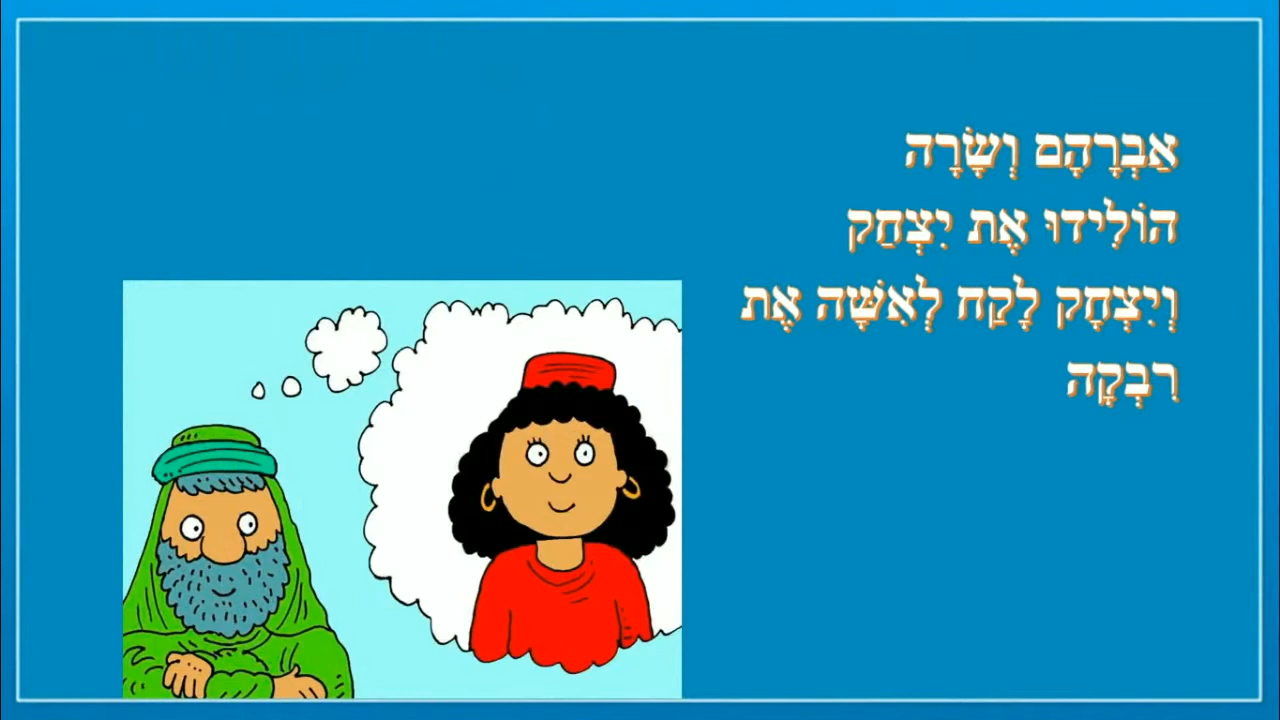 אַבְרָהָם וְשָׂרָה
הוֹלִידוּ אֶת יִצְחַק
וְיִצְחָק לָקַח לְאִשָּׁה אֶת
רִבְקָה